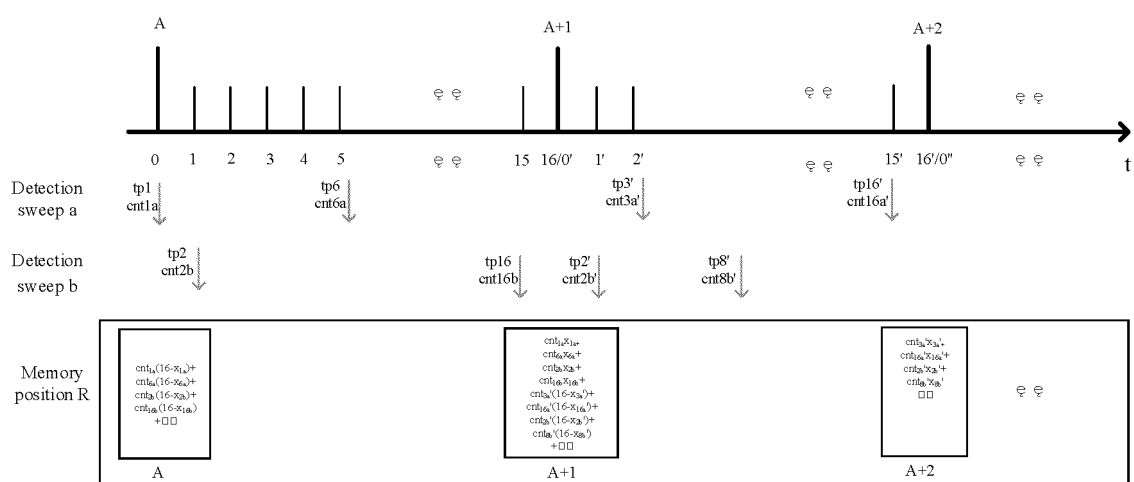 A
A+1
A+2
0 1 2 3 4 5 15 16/0' 1' 2' 15' 16'/0" t
Detection
sweep a
tp1
cnt1a
tp6
cnt6a
tp3'
cnt3a'
tp16'
cnt16a'
Detection
sweep b
tp2
cnt2b
tp16
cnt16b
tp2'
cnt2b'
tp8'
cnt8b'
Memory
position R
cnt1a(16-x1a)+
cnt6a(16-x6a)+
cnt2b(16-x2b)+
cnt16b(16-x16b)
+□□
A
cnt1ax1a+
cnt6ax6a+
cnt2bx2b+
cnt16bx16b+
cnt3a'(16-x3a')+
cnt16a'(16-x16a')+
cnt2b'(16-x2b')+
cnt8b'(16-x8b')
+□□
A+1
cnt3a'x3a'+
cnt16a'x16a'+
cnt2b'x2b'+
cnt8b'x8b'
□□
A+2